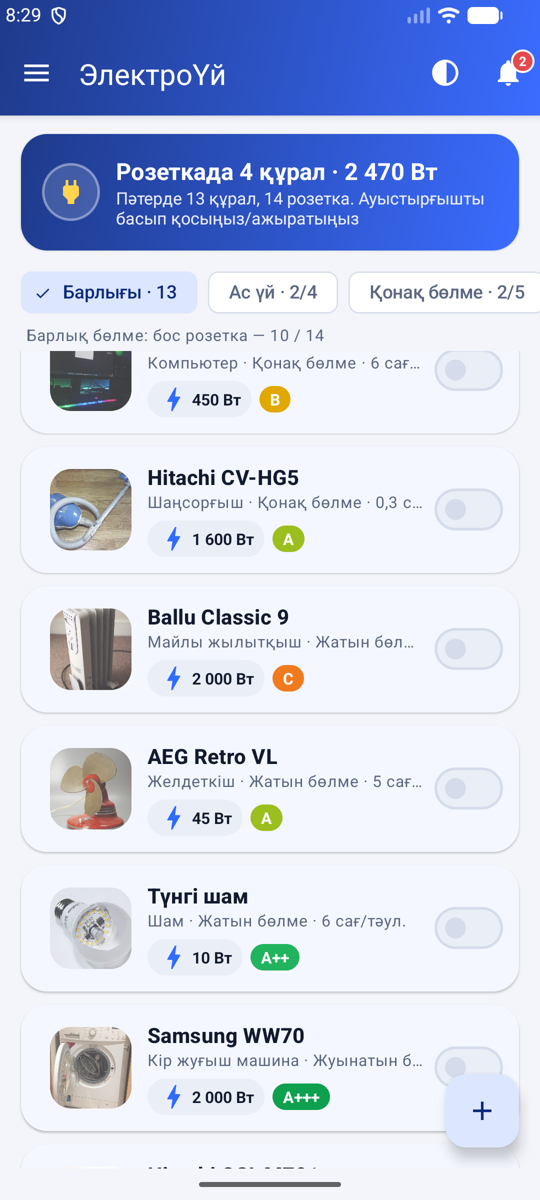 8:29
ЭлектроҮй
2
Розеткада 4 құрал · 2 470 Вт
Пәтерде 13 құрал, 14 розетка. Ауыстырғышты
басып қосыңыз/ажыратыңыз
Барлығы · 13
Ас үй · 2/4
Қонақ бөлме · 2/5
Барлық бөлме: бос розетка — 10 / 14
Компьютер · Қонақ бөлме · 6 сағ…
450 Вт
B
Hitachi CV-HG5
Шаңсорғыш · Қонақ бөлме · 0,3 с…
1 600 Вт
A
Ballu Classic 9
Майлы жылытқыш · Жатын бөл…
2 000 Вт
C
AEG Retro VL
Желдеткіш · Жатын бөлме · 5 сағ…
45 Вт
A
Түнгі шам
Шам · Жатын бөлме · 6 сағ/тәул.
10 Вт
A++
Samsung WW70
Кір жуғыш машина · Жуынатын б…
2 000 Вт
A+++